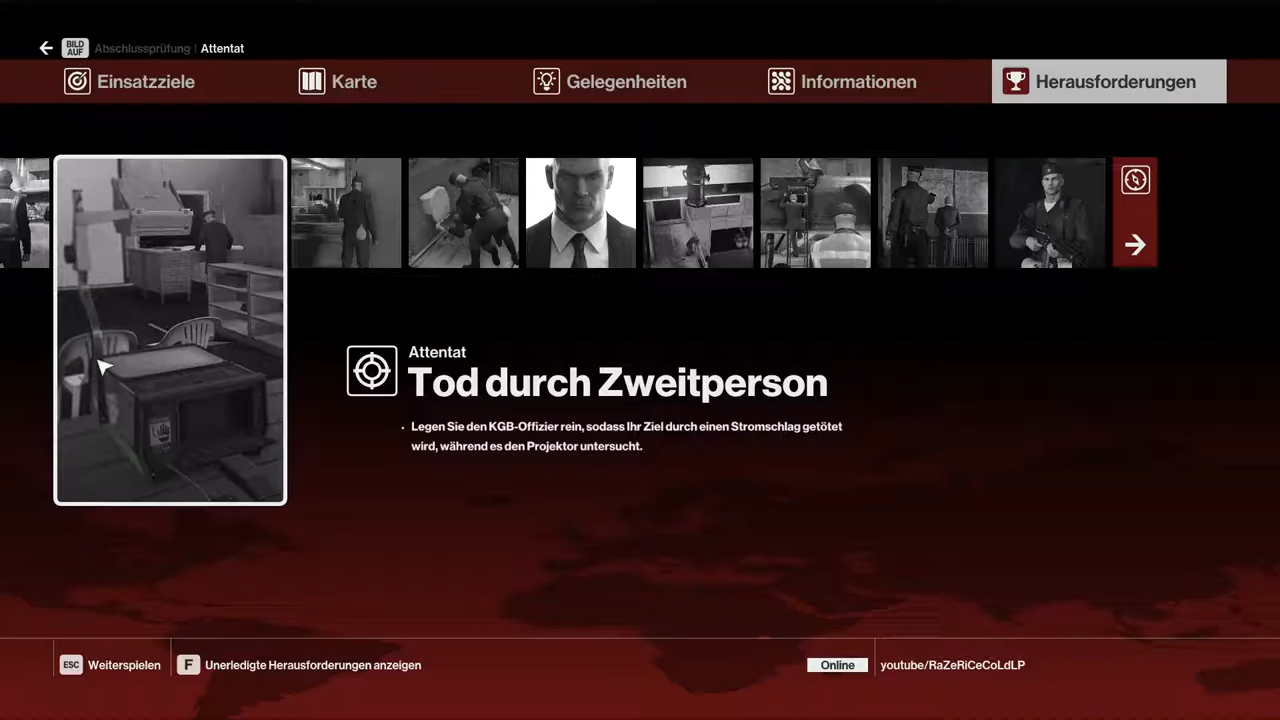 BILD AUF Abschlussprüfung | Attentat
Einsatzziele
Karte
Gelegenheiten
Informationen
Herausforderungen
Attentat
Tod durch Zweitperson
· Legen Sie den KGB-Offizier rein, sodass Ihr Ziel durch einen Stromschlag getötet
wird, während es den Projektor untersucht.
ESC Weiterspielen
F Unerledigte Herausforderungen anzeigen
Online
youtube/RaZeRiCeCoLdLP